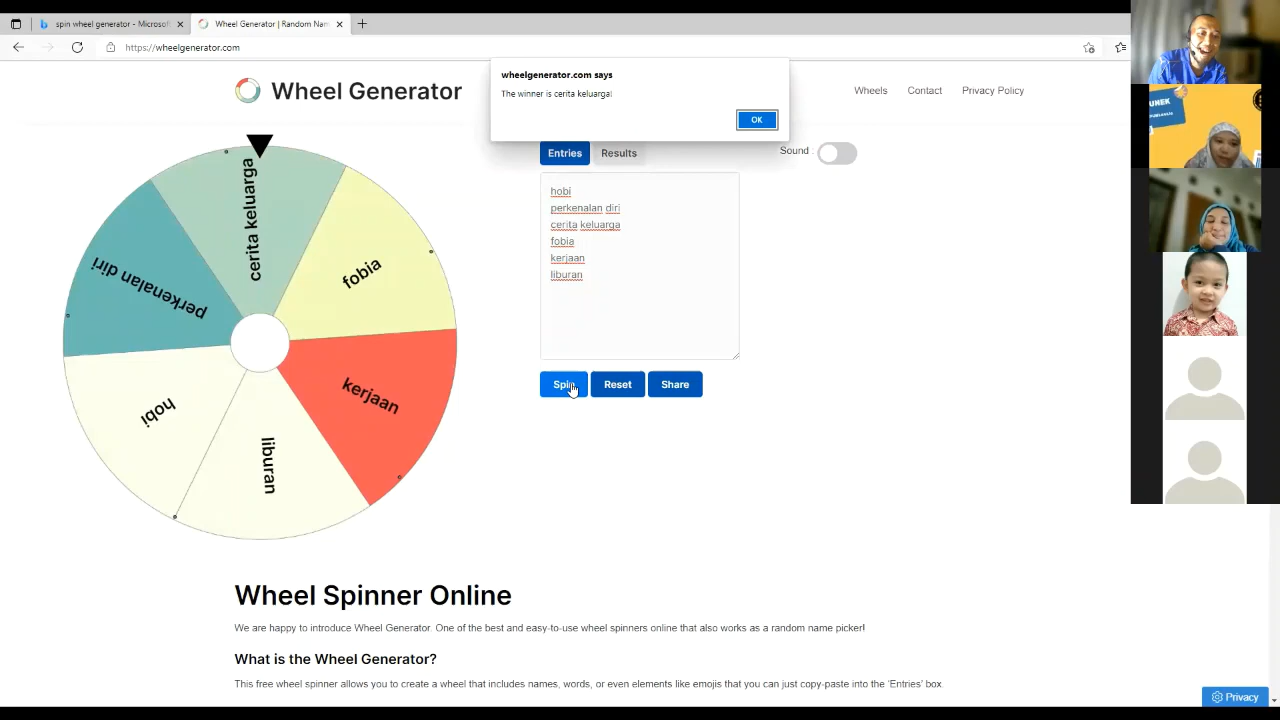 spin wheel generator - Microsof
Wheel Generator | Random Nam
https://wheelgenerator.com
Wheel Generator
wheelgenerator.com says
The winner is cerita keluarga!
OK
Wheels
Contact
Privacy Policy
Entries
Results
Sound
hobi
perkenalan diri
cerita keluarga
fobia
kerjaan
liburan
Spin
Reset
Share
cerita keluarga
fobia
kerjaan
liburan
hobi
perkenalan diri
Wheel Spinner Online
We are happy to introduce Wheel Generator. One of the best and easy-to-use wheel spinners online that also works as a random name picker!
What is the Wheel Generator?
This free wheel spinner allows you to create a wheel that includes names, words, or even elements like emojis that you can just copy-paste into the 'Entries' box.
Privacy